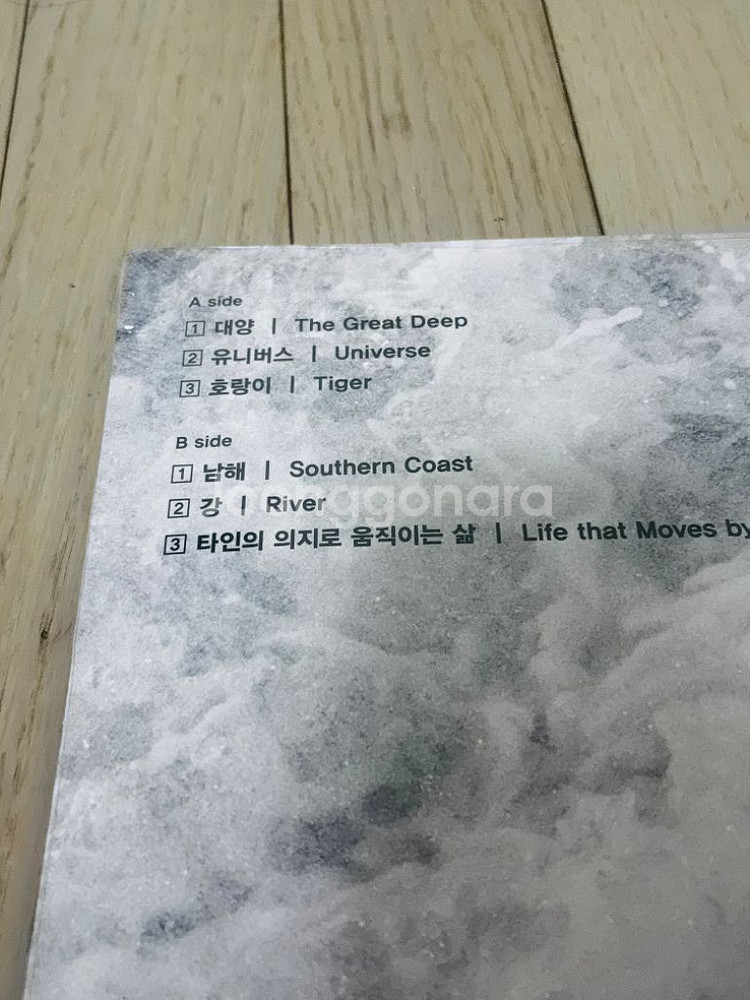 A side
1 대양 | The Great Deep
2 유니버스 | Universe
3 호랑이 | Tiger
B side
1 남해 | Southern Coast
2 강 | River
3 타인의 의지로 움직이는 삶 | Life that Moves by
joonggonara